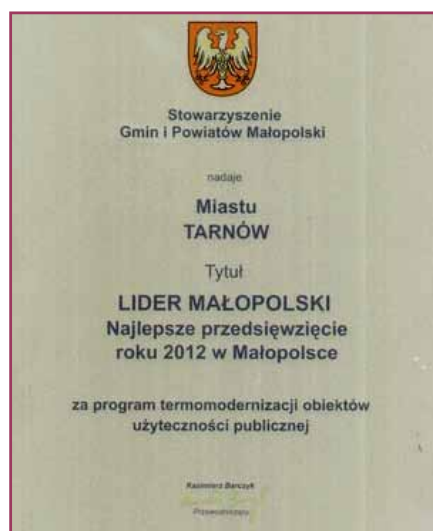 Stowarzyszenie
Gmin i Powiatów Małopolski
nadaje
Miastu
TARNÓW
Tytuł
LIDER MAŁOPOLSKI
Najlepsze przedsięwzięcie
roku 2012 w Małopolsce
za program termomodernizacji obiektów
użyteczności publicznej
Kazimierz Barczyk
Przewodniczący